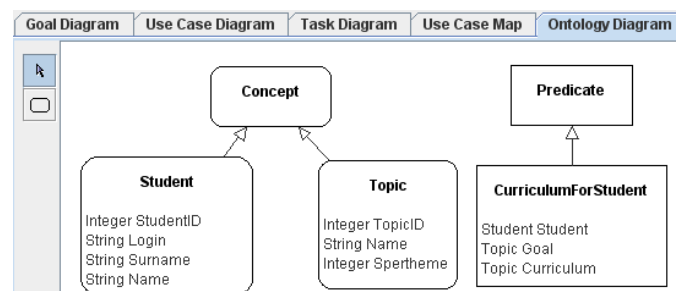 Goal Diagram Use Case Diagram Task Diagram Use Case Map Ontology Diagram
Concept
Predicate
Student
Integer StudentID
String Login
String Surname
String Name
Topic
Integer TopicID
String Name
Integer Spertheme
CurriculumForStudent
Student Student
Topic Goal
Topic Curriculum